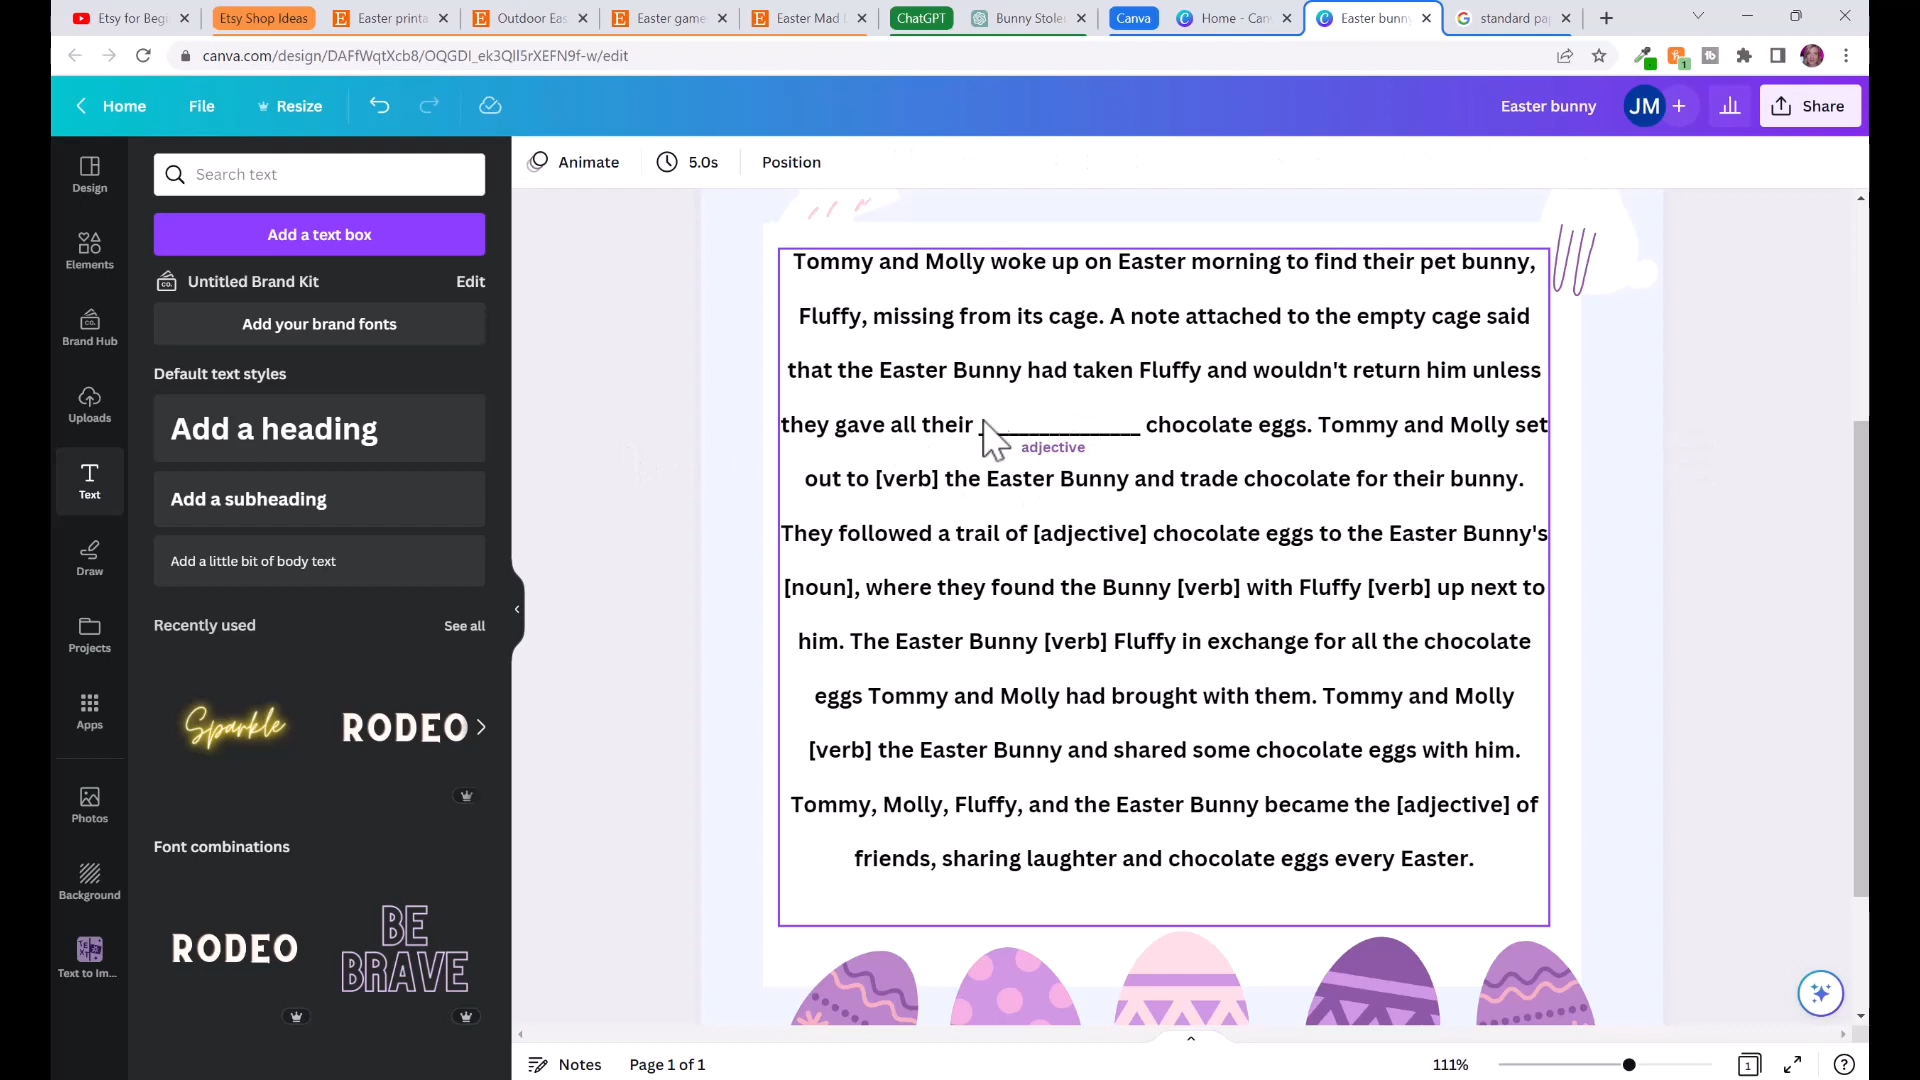 Etsy for Begi
Etsy Shop Ideas
Easter printa
Outdoor Eas
Easter game
Easter Mad
ChatGPT
Bunny Stole
Canva
Home - Can
Easter bunny
standard pa
canva.com/design/DAFfWqtXcb8/OQGDI_ek3Qll5rXEFN9f-w/edit
1
Home
File
Resize
Easter bunny
JM
+
Share
Design
Elements
Brand Hub
Uploads
Text
Draw
Projects
Apps
Photos
Background
Text to Im...
Search text
Add a text box
Untitled Brand Kit
Edit
Add your brand fonts
Default text styles
Add a heading
Add a subheading
Add a little bit of body text
Recently used
See all
Sparkle
RODEO
Font combinations
RODEO
BE
BRAVE
Animate
5.0s
Position
Tommy and Molly woke up on Easter morning to find their pet bunny,
Fluffy, missing from its cage. A note attached to the empty cage said
that the Easter Bunny had taken Fluffy and wouldn't return him unless
they gave all their ______________ chocolate eggs. Tommy and Molly set
adjective
out to [verb] the Easter Bunny and trade chocolate for their bunny.
They followed a trail of [adjective] chocolate eggs to the Easter Bunny's
[noun], where they found the Bunny [verb] with Fluffy [verb] up next to
him. The Easter Bunny [verb] Fluffy in exchange for all the chocolate
eggs Tommy and Molly had brought with them. Tommy and Molly
[verb] the Easter Bunny and shared some chocolate eggs with him.
Tommy, Molly, Fluffy, and the Easter Bunny became the [adjective] of
friends, sharing laughter and chocolate eggs every Easter.
Notes
Page 1 of 1
111%
1